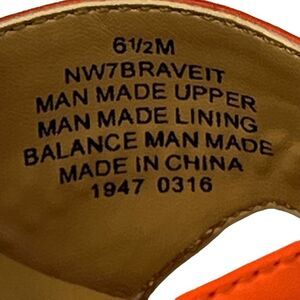 6½M
NW7BRAVEIT
MAN MADE UPPER
MAN MADE LINING
BALANCE MAN MADE
MADE IN CHINA
1947 0316